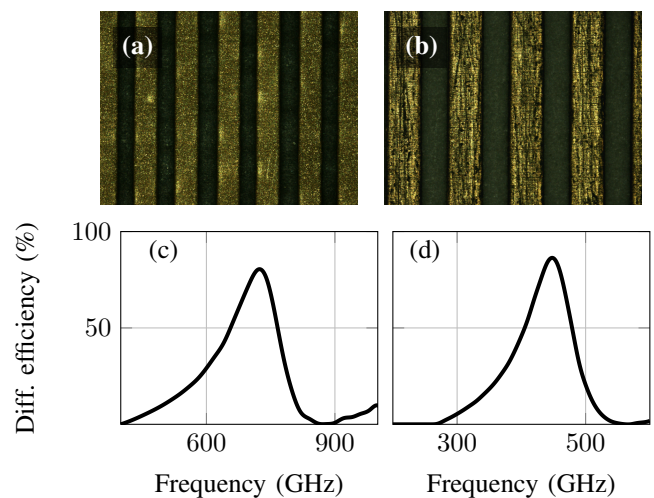 (a) (b)
100
50
Diff. efficiency (%)
(c) (d)
600 900 300 500
Frequency (GHz) Frequency (GHz)